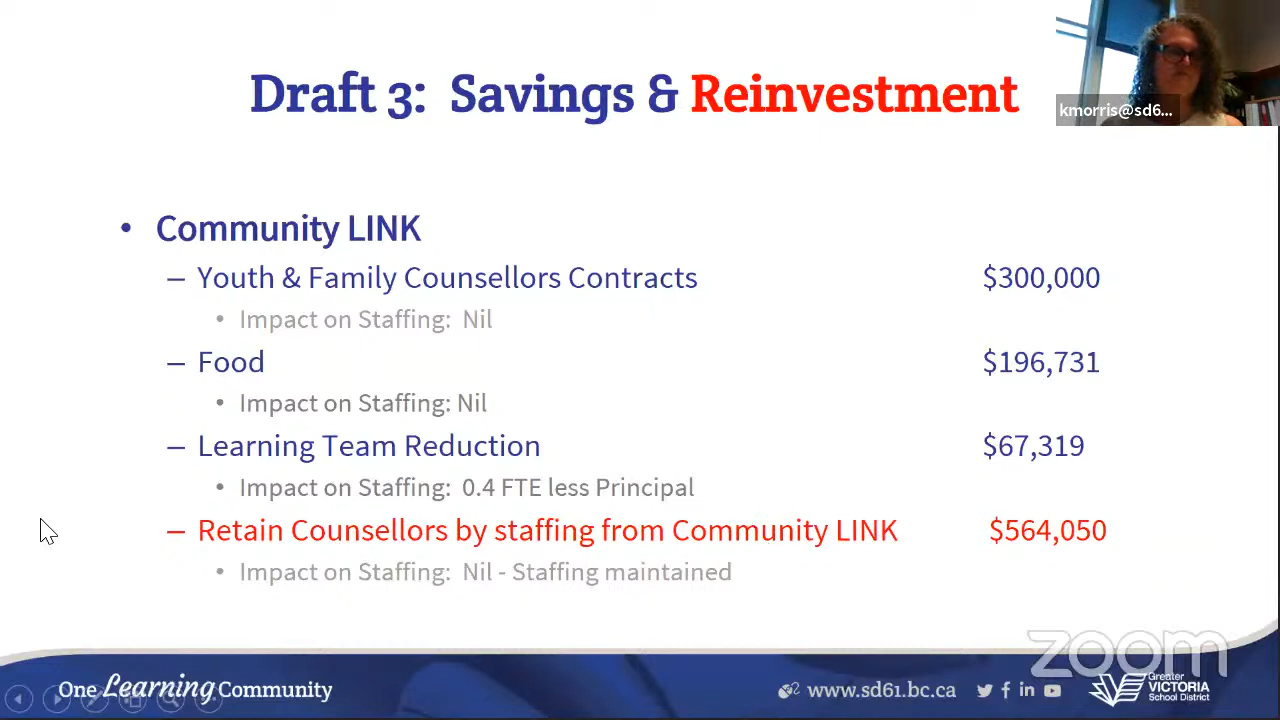 Draft 3: Savings & Reinvestment
kmorris@sd6...
• Community LINK
– Youth & Family Counsellors Contracts $300,000
• Impact on Staffing: Nil
– Food $196,731
• Impact on Staffing: Nil
– Learning Team Reduction $67,319
• Impact on Staffing: 0.4 FTE less Principal
– Retain Counsellors by staffing from Community LINK $564,050
• Impact on Staffing: Nil - Staffing maintained
zoom
One Learning Community
www.sd61.bc.ca
Greater
VICTORIA
School District